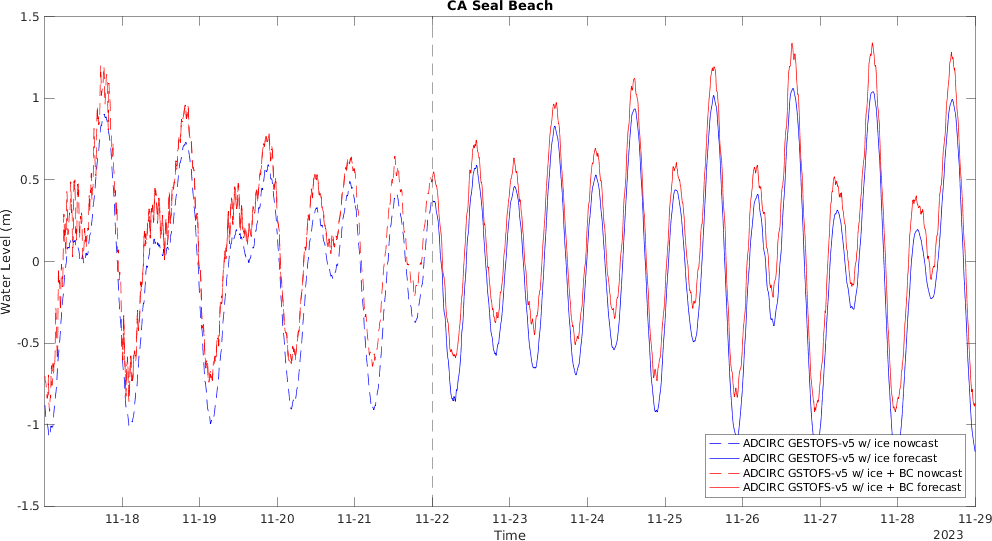 CA Seal Beach
1.5
1
0.5
0
-0.5
-1
-1.5
Water Level (m)
ADCIRC GESTOFS-v5 w/ ice nowcast
ADCIRC GESTOFS-v5 w/ ice forecast
ADCIRC GSTOFS-v5 w/ ice + BC nowcast
ADCIRC GSTOFS-v5 w/ ice + BC forecast
11-18 11-19 11-20 11-21 11-22 11-23 11-24 11-25 11-26 11-27 11-28 11-29
Time
2023